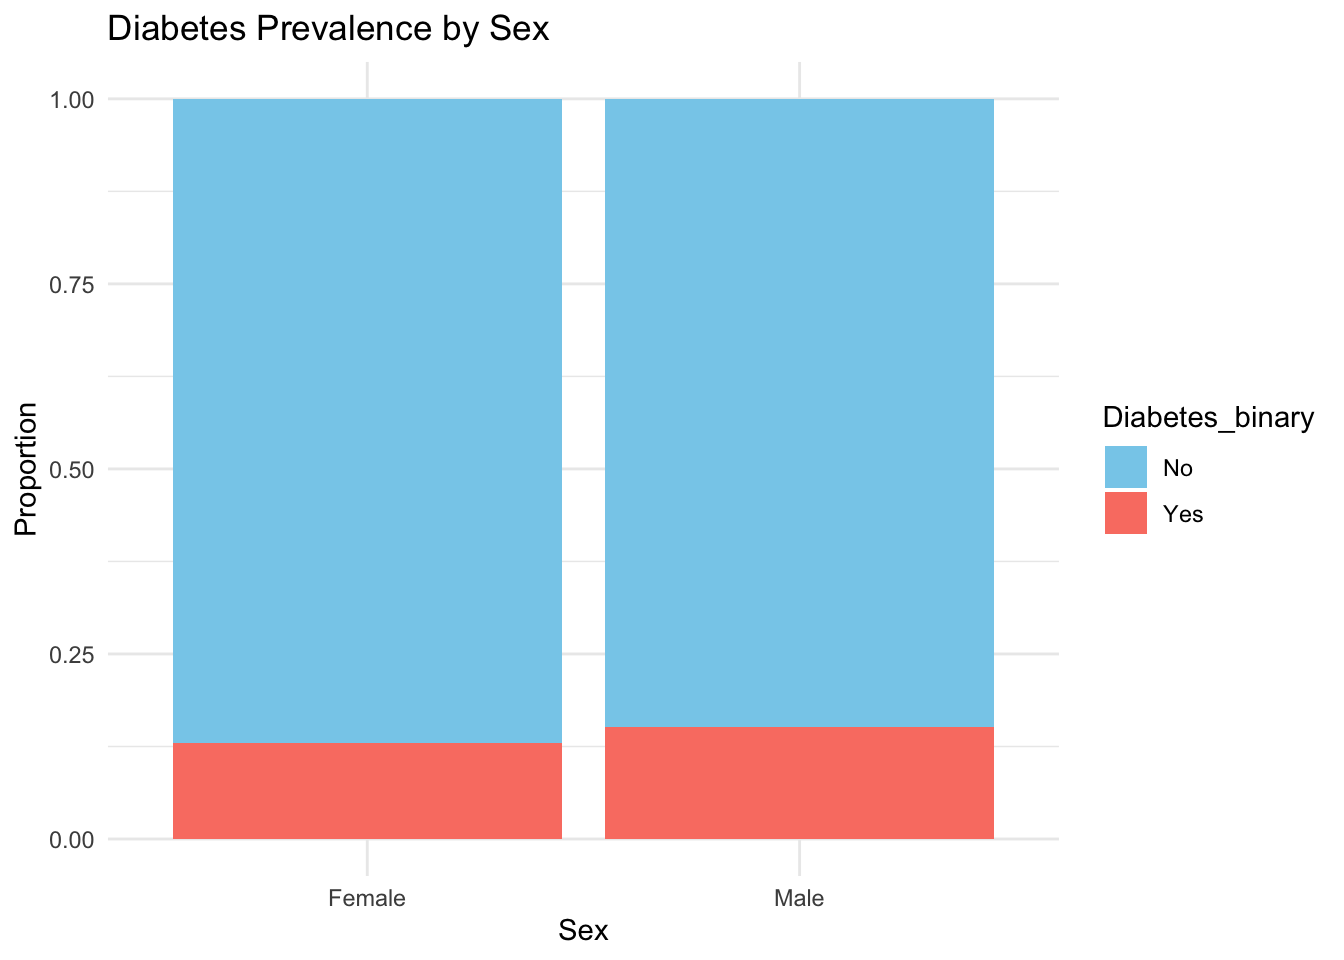 Diabetes Prevalence by Sex
1.00
0.75
0.50
0.25
0.00
Proportion
Female
Male
Sex
Diabetes_binary
No
Yes